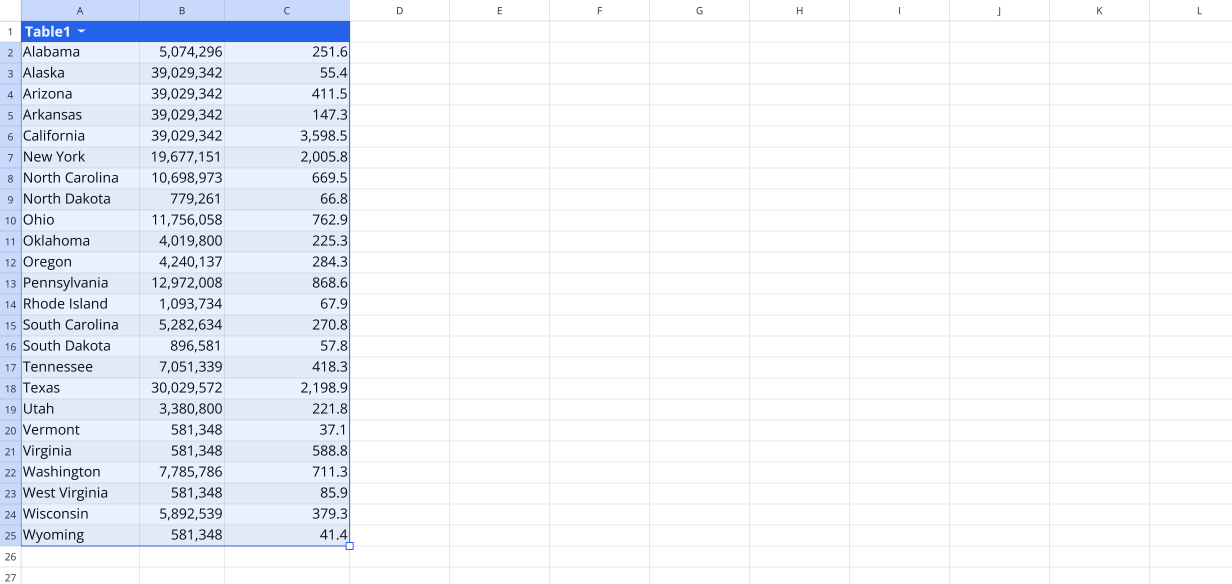 A B C D E F G H I J K L
1 Table1
2 Alabama 5,074,296 251.6
3 Alaska 39,029,342 55.4
4 Arizona 39,029,342 411.5
5 Arkansas 39,029,342 147.3
6 California 39,029,342 3,598.5
7 New York 19,677,151 2,005.8
8 North Carolina 10,698,973 669.5
9 North Dakota 779,261 66.8
10 Ohio 11,756,058 762.9
11 Oklahoma 4,019,800 225.3
12 Oregon 4,240,137 284.3
13 Pennsylvania 12,972,008 868.6
14 Rhode Island 1,093,734 67.9
15 South Carolina 5,282,634 270.8
16 South Dakota 896,581 57.8
17 Tennessee 7,051,339 418.3
18 Texas 30,029,572 2,198.9
19 Utah 3,380,800 221.8
20 Vermont 581,348 37.1
21 Virginia 581,348 588.8
22 Washington 7,785,786 711.3
23 West Virginia 581,348 85.9
24 Wisconsin 5,892,539 379.3
25 Wyoming 581,348 41.4
26
27